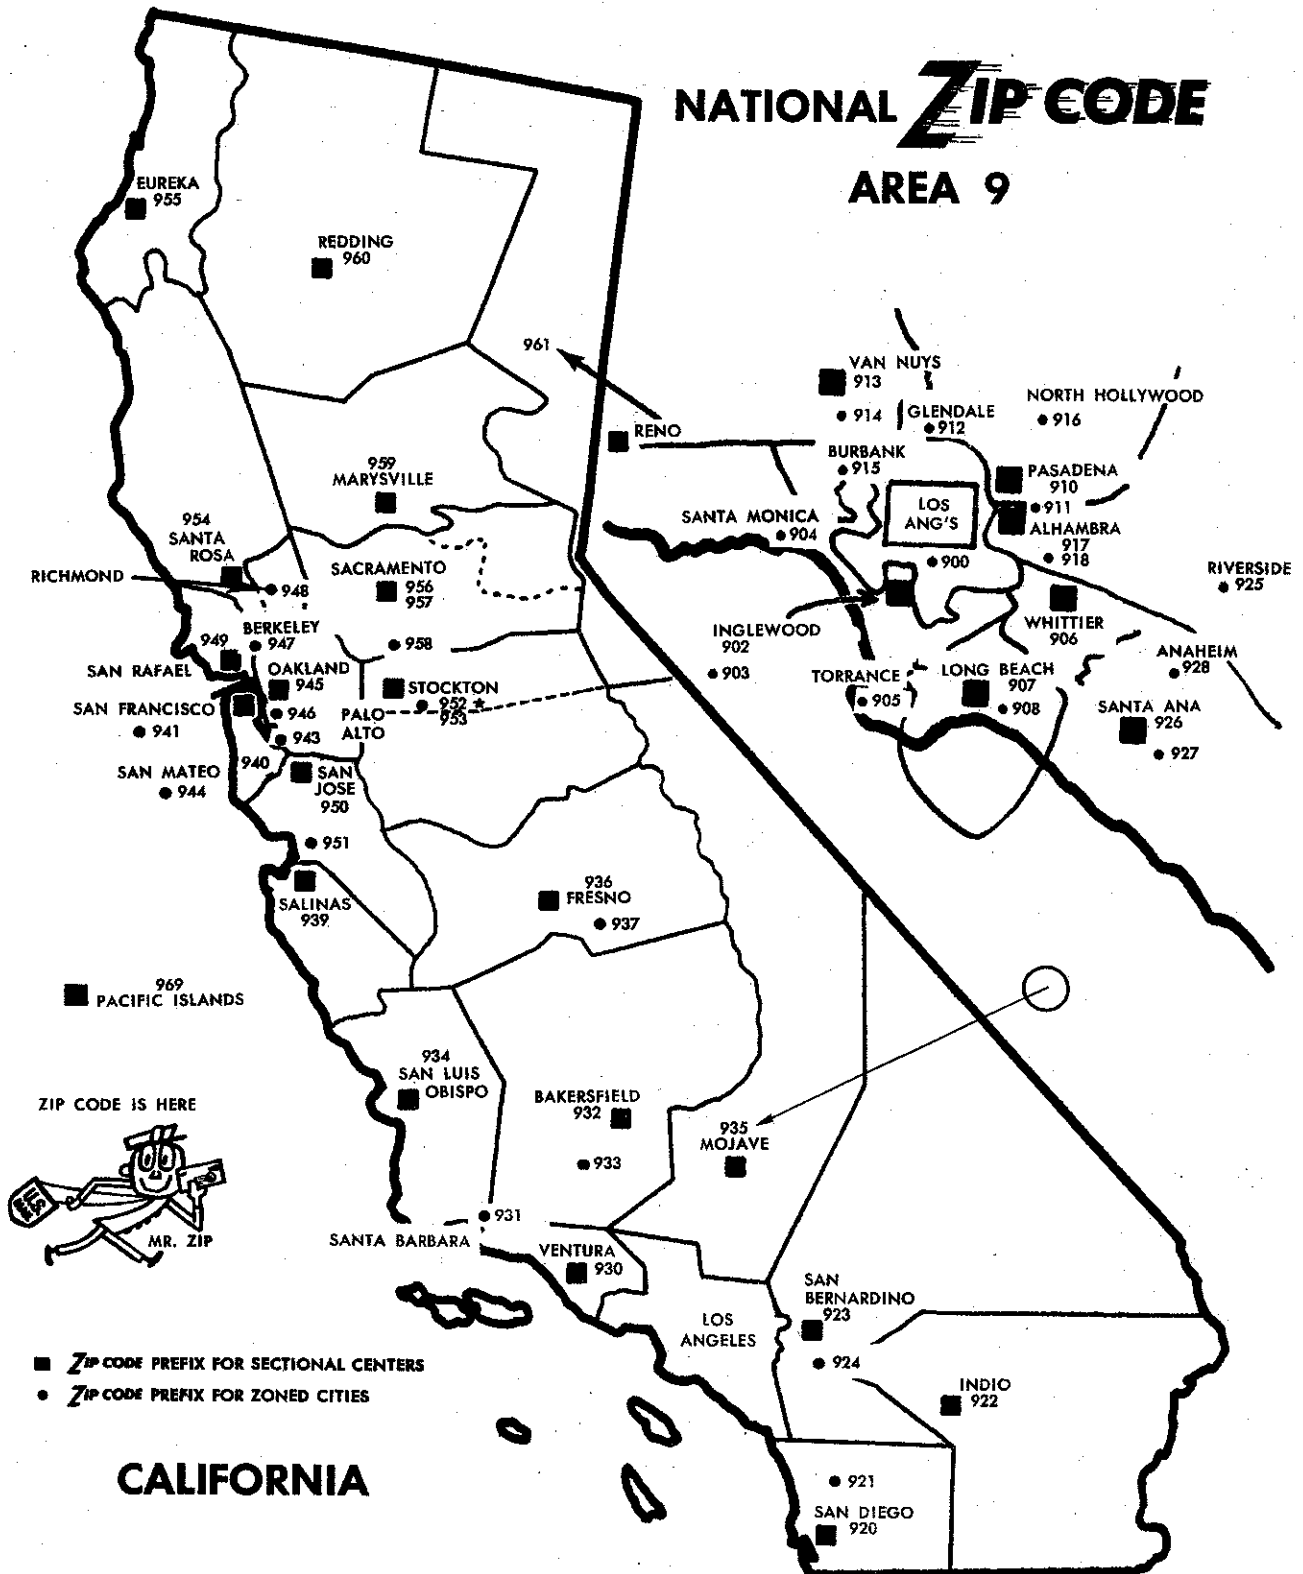 NATIONAL ZIP CODE
AREA 9
EUREKA
955
REDDING
960
961
RENO
959
MARYSVILLE
954
SANTA
ROSA
RICHMOND
948
SACRAMENTO
956
957
BERKELEY
947
958
949
SAN RAFAEL
OAKLAND
945
STOCKTON
952 *
953
SAN FRANCISCO
946
941
PALO
ALTO
943
940
SAN MATEO
944
SAN
JOSE
950
951
SALINAS
939
936
FRESNO
937
969
PACIFIC ISLANDS
934
SAN LUIS
OBISPO
BAKERSFIELD
932
933
935
MOJAVE
931
SANTA BARBARA
VENTURA
930
LOS
ANGELES
SAN
BERNARDINO
923
924
INDIO
922
921
SAN DIEGO
920
VAN NUYS
913
914
GLENDALE
912
NORTH HOLLYWOOD
916
BURBANK
915
PASADENA
910
911
LOS
ANG'S
ALHAMBRA
917
918
SANTA MONICA
904
900
RIVERSIDE
925
INGLEWOOD
902
903
WHITTIER
906
ANAHEIM
928
TORRANCE
905
LONG BEACH
907
908
SANTA ANA
926
927
ZIP CODE IS HERE
MR. ZIP
ZIP CODE PREFIX FOR SECTIONAL CENTERS
ZIP CODE PREFIX FOR ZONED CITIES
CALIFORNIA